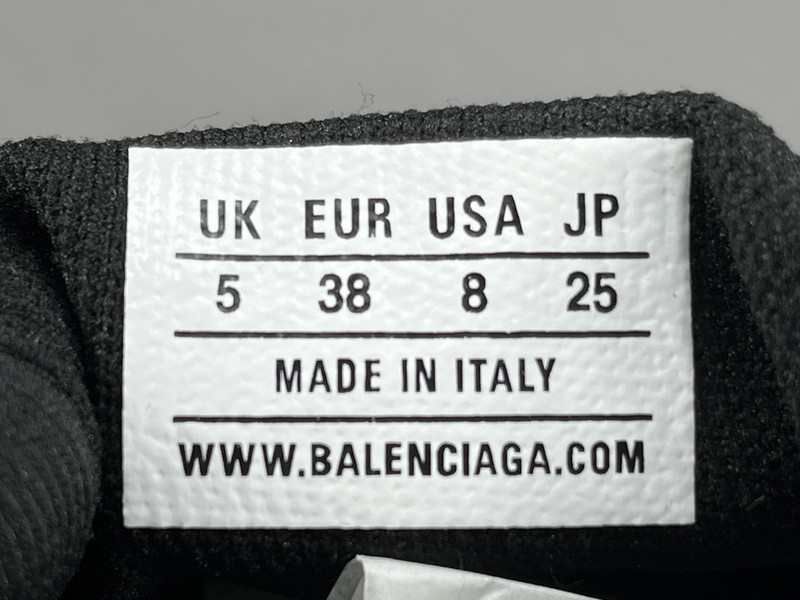 UK EUR USA JP
5 38 8 25
MADE IN ITALY
WWW.BALENCIAGA.COM